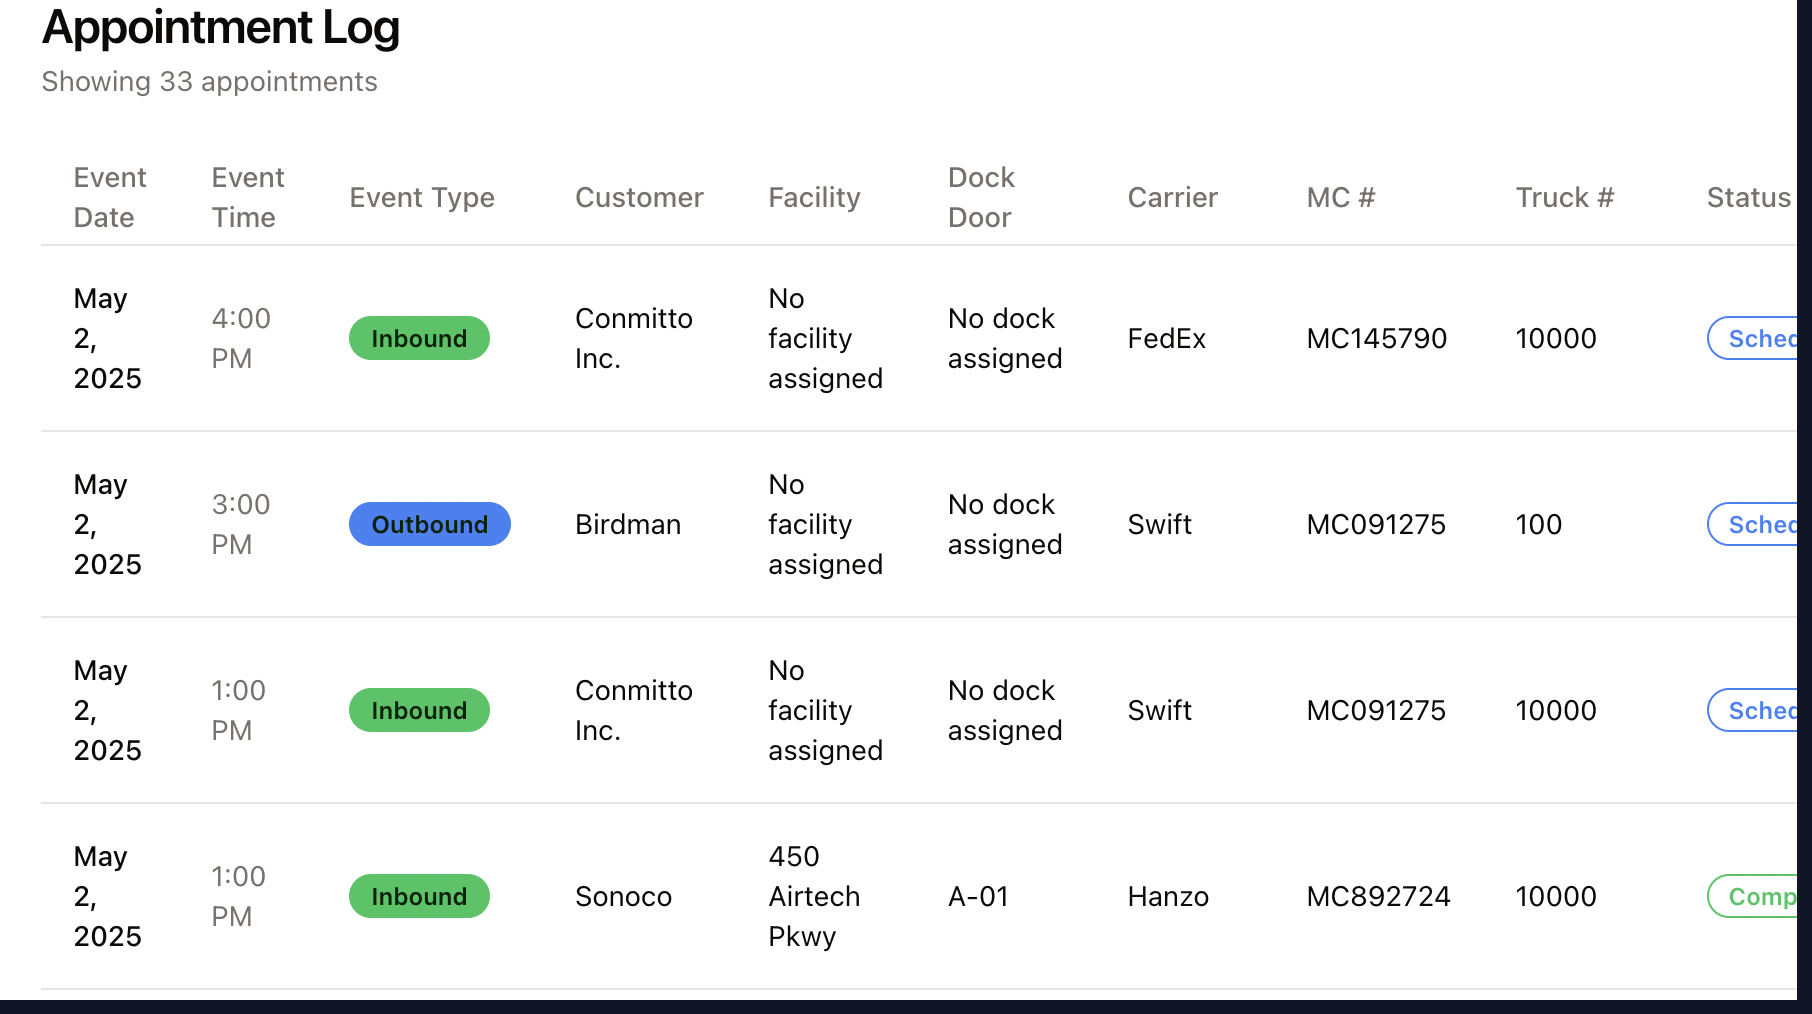 Appointment Log
Showing 33 appointments
Event Date Event Time Event Type Customer Facility Dock Door Carrier MC # Truck # Status
May 2, 2025 4:00 PM Inbound Conmitto Inc. No facility assigned No dock assigned FedEx MC145790 10000 Sched
May 2, 2025 3:00 PM Outbound Birdman No facility assigned No dock assigned Swift MC091275 100 Sched
May 2, 2025 1:00 PM Inbound Conmitto Inc. No facility assigned No dock assigned Swift MC091275 10000 Sched
May 2, 2025 1:00 PM Inbound Sonoco 450 Airtech Pkwy A-01 Hanzo MC892724 10000 Comp